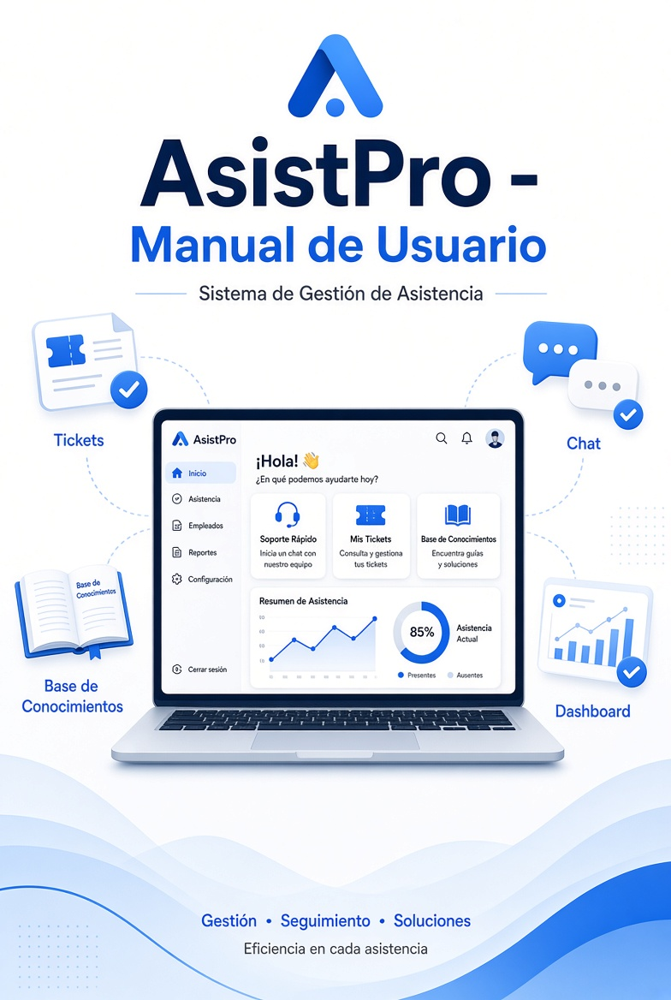 AsistPro -
Manual de Usuario
Sistema de Gestión de Asistencia
Tickets
Chat
AsistPro
Inicio
Asistencia
Empleados
Reportes
Configuración
Cerrar sesión
¡Hola! 👋
¿En qué podemos ayudarte hoy?
Soporte Rápido
Inicia un chat con
nuestro equipo
Mis Tickets
Consulta y gestiona
tus tickets
Base de Conocimientos
Encuentra guías
y soluciones
Resumen de Asistencia
85%
Asistencia
Actual
Presentes
Ausentes
Base de
Conocimientos
Base de
Conocimientos
Dashboard
Gestión • Seguimiento • Soluciones
Eficiencia en cada asistencia